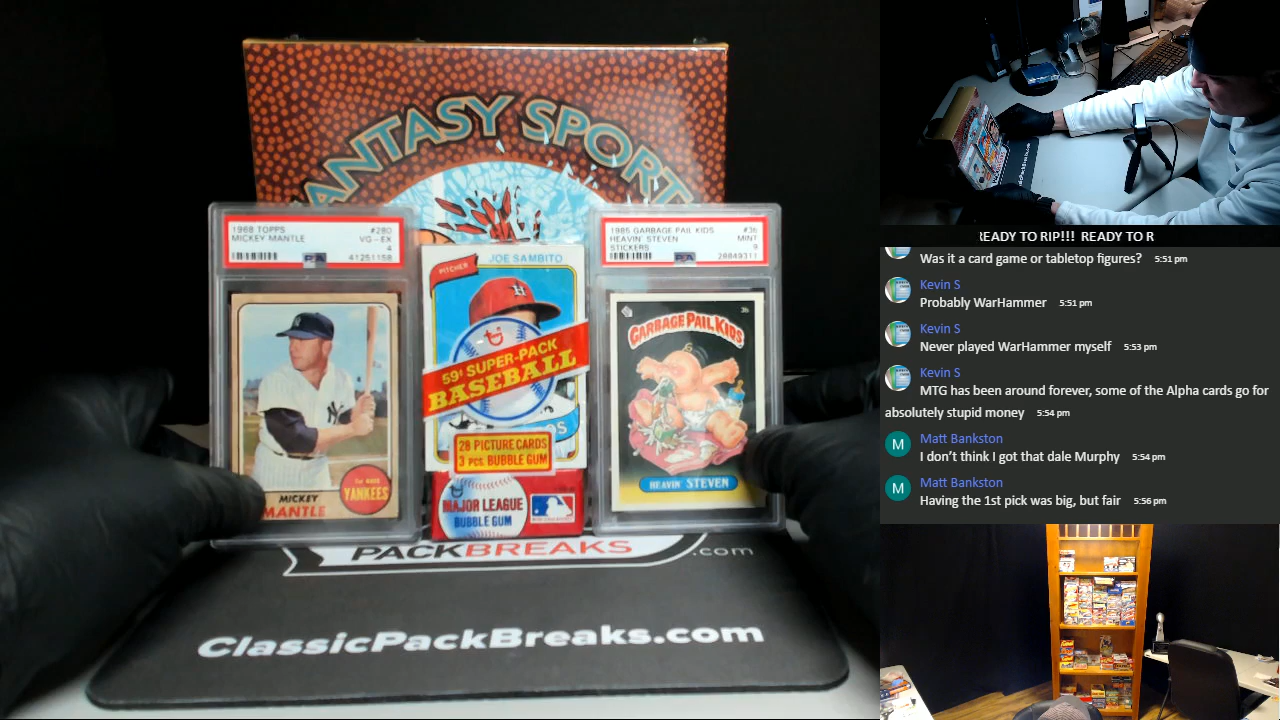 ANTASY SPORT
1968 TOPPS #280
MICKEY MANTLE VG-EX
4
PSA 41251158
MICKEY
MANTLE
1st BASE
YANKEES
PITCHER
JOE SAMBITO
H
59¢ SUPER-PACK
BASEBALL
OS
28 PICTURE CARDS
3 pcs. BUBBLE GUM
MAJOR LEAGUE
BUBBLE GUM
1985 GARBAGE PAIL KIDS #3b
HEAVIN' STEVEN MINT
STICKERS 9
PSA 28849311
3b
GARBAGE PAIL KIDS
HEAVIN' STEVEN
PACKBREAKS.com
ClassicPackBreaks.com
READY TO RIP!!! READY TO R
Was it a card game or tabletop figures? 5:51 pm
Kevin S
Probably WarHammer 5:51 pm
Kevin S
Never played WarHammer myself 5:53 pm
Kevin S
MTG has been around forever, some of the Alpha cards go for
absolutely stupid money 5:54 pm
M Matt Bankston
I don't think I got that dale Murphy 5:54 pm
M Matt Bankston
Having the 1st pick was big, but fair 5:56 pm